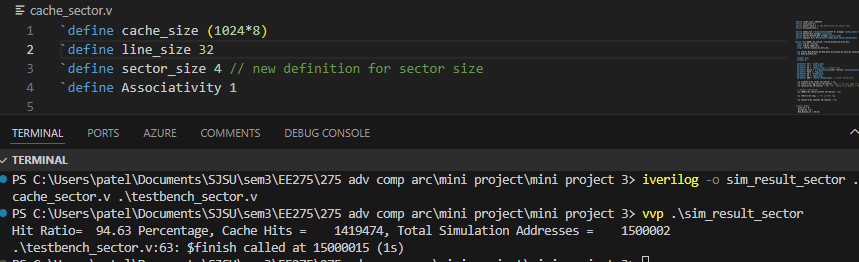 cache_sector.v
1 `define cache_size (1024*8)
2 `define line_size 32
3 `define sector_size 4 // new definition for sector size
4 `define Associativity 1
5
TERMINAL PORTS AZURE COMMENTS DEBUG CONSOLE
TERMINAL
PS C:\Users\patel\Documents\SJSU\sem3\EE275\275 adv comp arc\mini project\mini project 3> iverilog -o sim_result_sector .
cache_sector.v .\testbench_sector.v
PS C:\Users\patel\Documents\SJSU\sem3\EE275\275 adv comp arc\mini project\mini project 3> vvp .\sim_result_sector
Hit Ratio=  94.63 Percentage, Cache Hits =    1419474, Total Simulation Addresses =    1500002
.\testbench_sector.v:63: $finish called at 15000015 (1s)
PS C:\Users\patel\Documents\SJSU\sem3\EE275\275 adv comp arc\mini project\mini project 3>